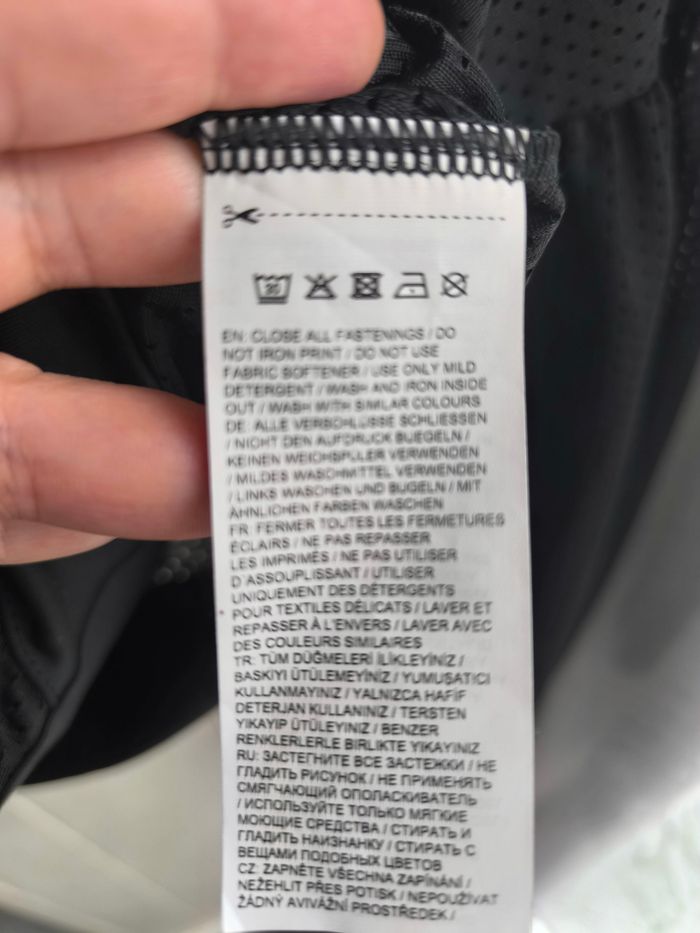 EN: CLOSE ALL FASTENINGS / DO
NOT IRON PRINT / DO NOT USE
FABRIC SOFTENER / USE ONLY MILD
DETERGENT / WASH AND IRON INSIDE
OUT / WASH WITH SIMILAR COLOURS
DE: ALLE VERSCHLÜSSE SCHLIESSEN
/ NICHT DEN AUFDRUCK BUEGELN /
KEINEN WEICHSPÜLER VERWENDEN
/ MILDES WASCHMITTEL VERWENDEN
/ LINKS WASCHEN UND BUGELN / MIT
ÄHNLICHEN FARBEN WASCHEN
FR: FERMER TOUTES LES FERMETURES
ÉCLAIRS / NE PAS REPASSER
LES IMPRIMÉS / NE PAS UTILISER
D'ASSOUPLISSANT / UTILISER
UNIQUEMENT DES DÉTERGENTS
POUR TEXTILES DÉLICATS / LAVER ET
REPASSER À L'ENVERS / LAVER AVEC
DES COULEURS SIMILAIRES
TR: TÜM DÜĞMELERİ İLİKLEYİNİZ /
BASKIYI ÜTÜLEMEYİNİZ / YUMUŞATICI
KULLANMAYINIZ / YALNIZCA HAFİF
DETERJAN KULLANINIZ / TERSTEN
YIKAYIP ÜTÜLEYINIZ / BENZER
RENKLERLERLE BIRLIKTE YIKAYINIZ
RU: ЗАСТЕГНИТЕ ВСЕ ЗАСТЕЖКИ / НЕ
ГЛАДИТЬ РИСУНОК / НЕ ПРИМЕНЯТЬ
СМЯГЧАЮЩИЙ ОПОЛАСКИВАТЕЛЬ
/ ИСПОЛЬЗУЙТЕ ТОЛЬКО МЯГКИЕ
МОЮЩИЕ СРЕДСТВА / СТИРАТЬ И
ГЛАДИТЬ НАИЗНАНКУ / СТИРАТЬ С
ВЕЩАМИ ПОДОБНЫХ ЦВЕТОВ
CZ: ZAPNĚTE VŠECHNA ZAPÍNÁNÍ /
NEŽEHLIT PŘES POTISK / NEPOUŽÍVAT
ŽÁDNÝ AVIVÁŽNÍ PROSTŘEDEK /